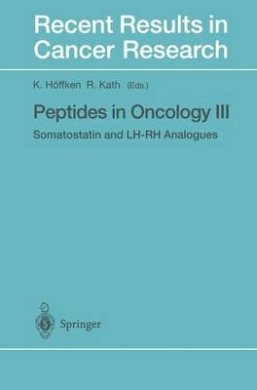 Recent Results in
Cancer Research
K. Höffken R. Kath (Eds.)
Peptides in Oncology III
Somatostatin and LH-RH Analogues
Springer